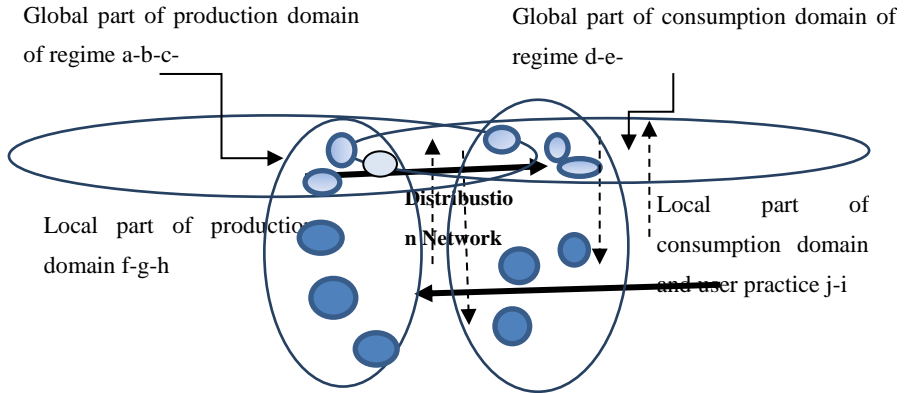 Global part of production domain
of regime a-b-c-
Global part of consumption domain of
regime d-e-
Local part of production
domain f-g-h
Distribustio
n Network
Local part of
consumption domain
and user practice j-i